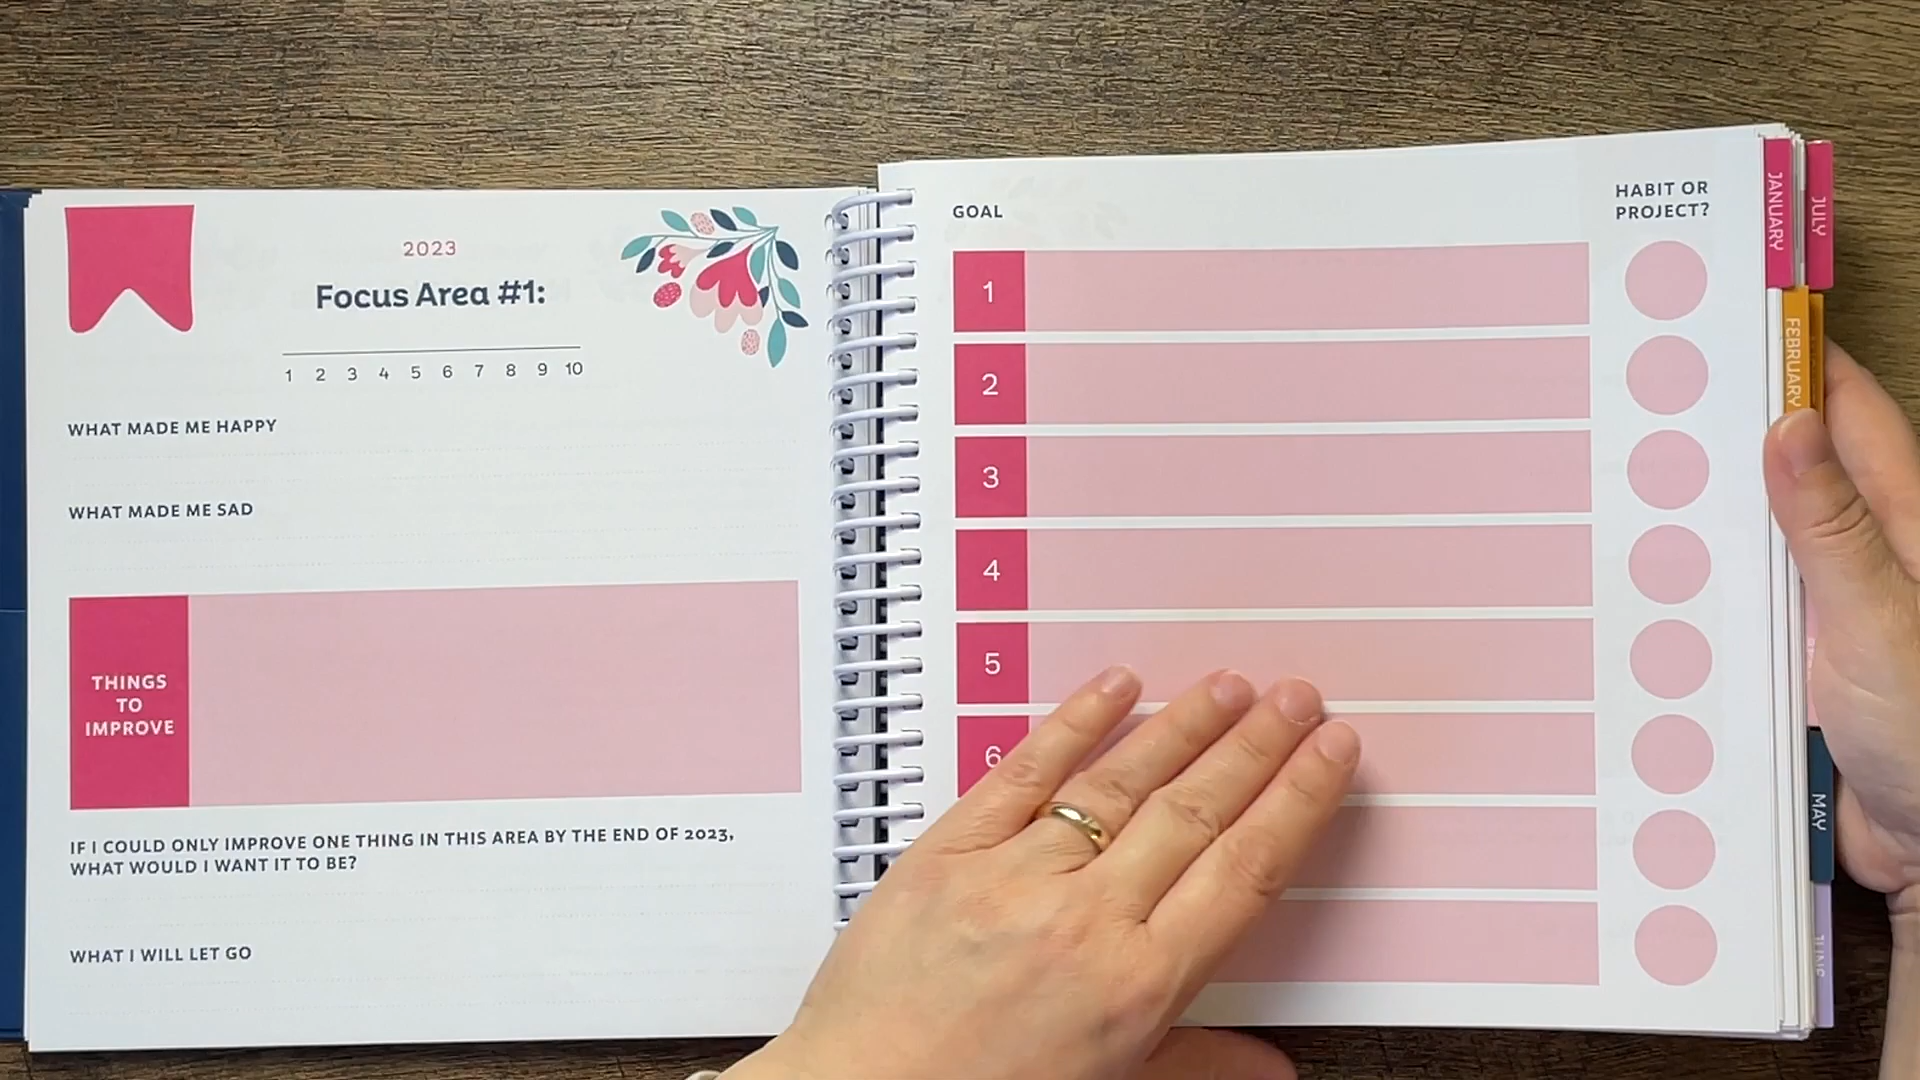 2023
Focus Area #1:
1 2 3 4 5 6 7 8 9 10
WHAT MADE ME HAPPY
WHAT MADE ME SAD
THINGS
TO
IMPROVE
IF I COULD ONLY IMPROVE ONE THING IN THIS AREA BY THE END OF 2023,
WHAT WOULD I WANT IT TO BE?
WHAT I WILL LET GO
GOAL
HABIT OR
PROJECT?
1
2
3
4
5
6
JANUARY
JULY
FEBRUARY
MAY
JUNE